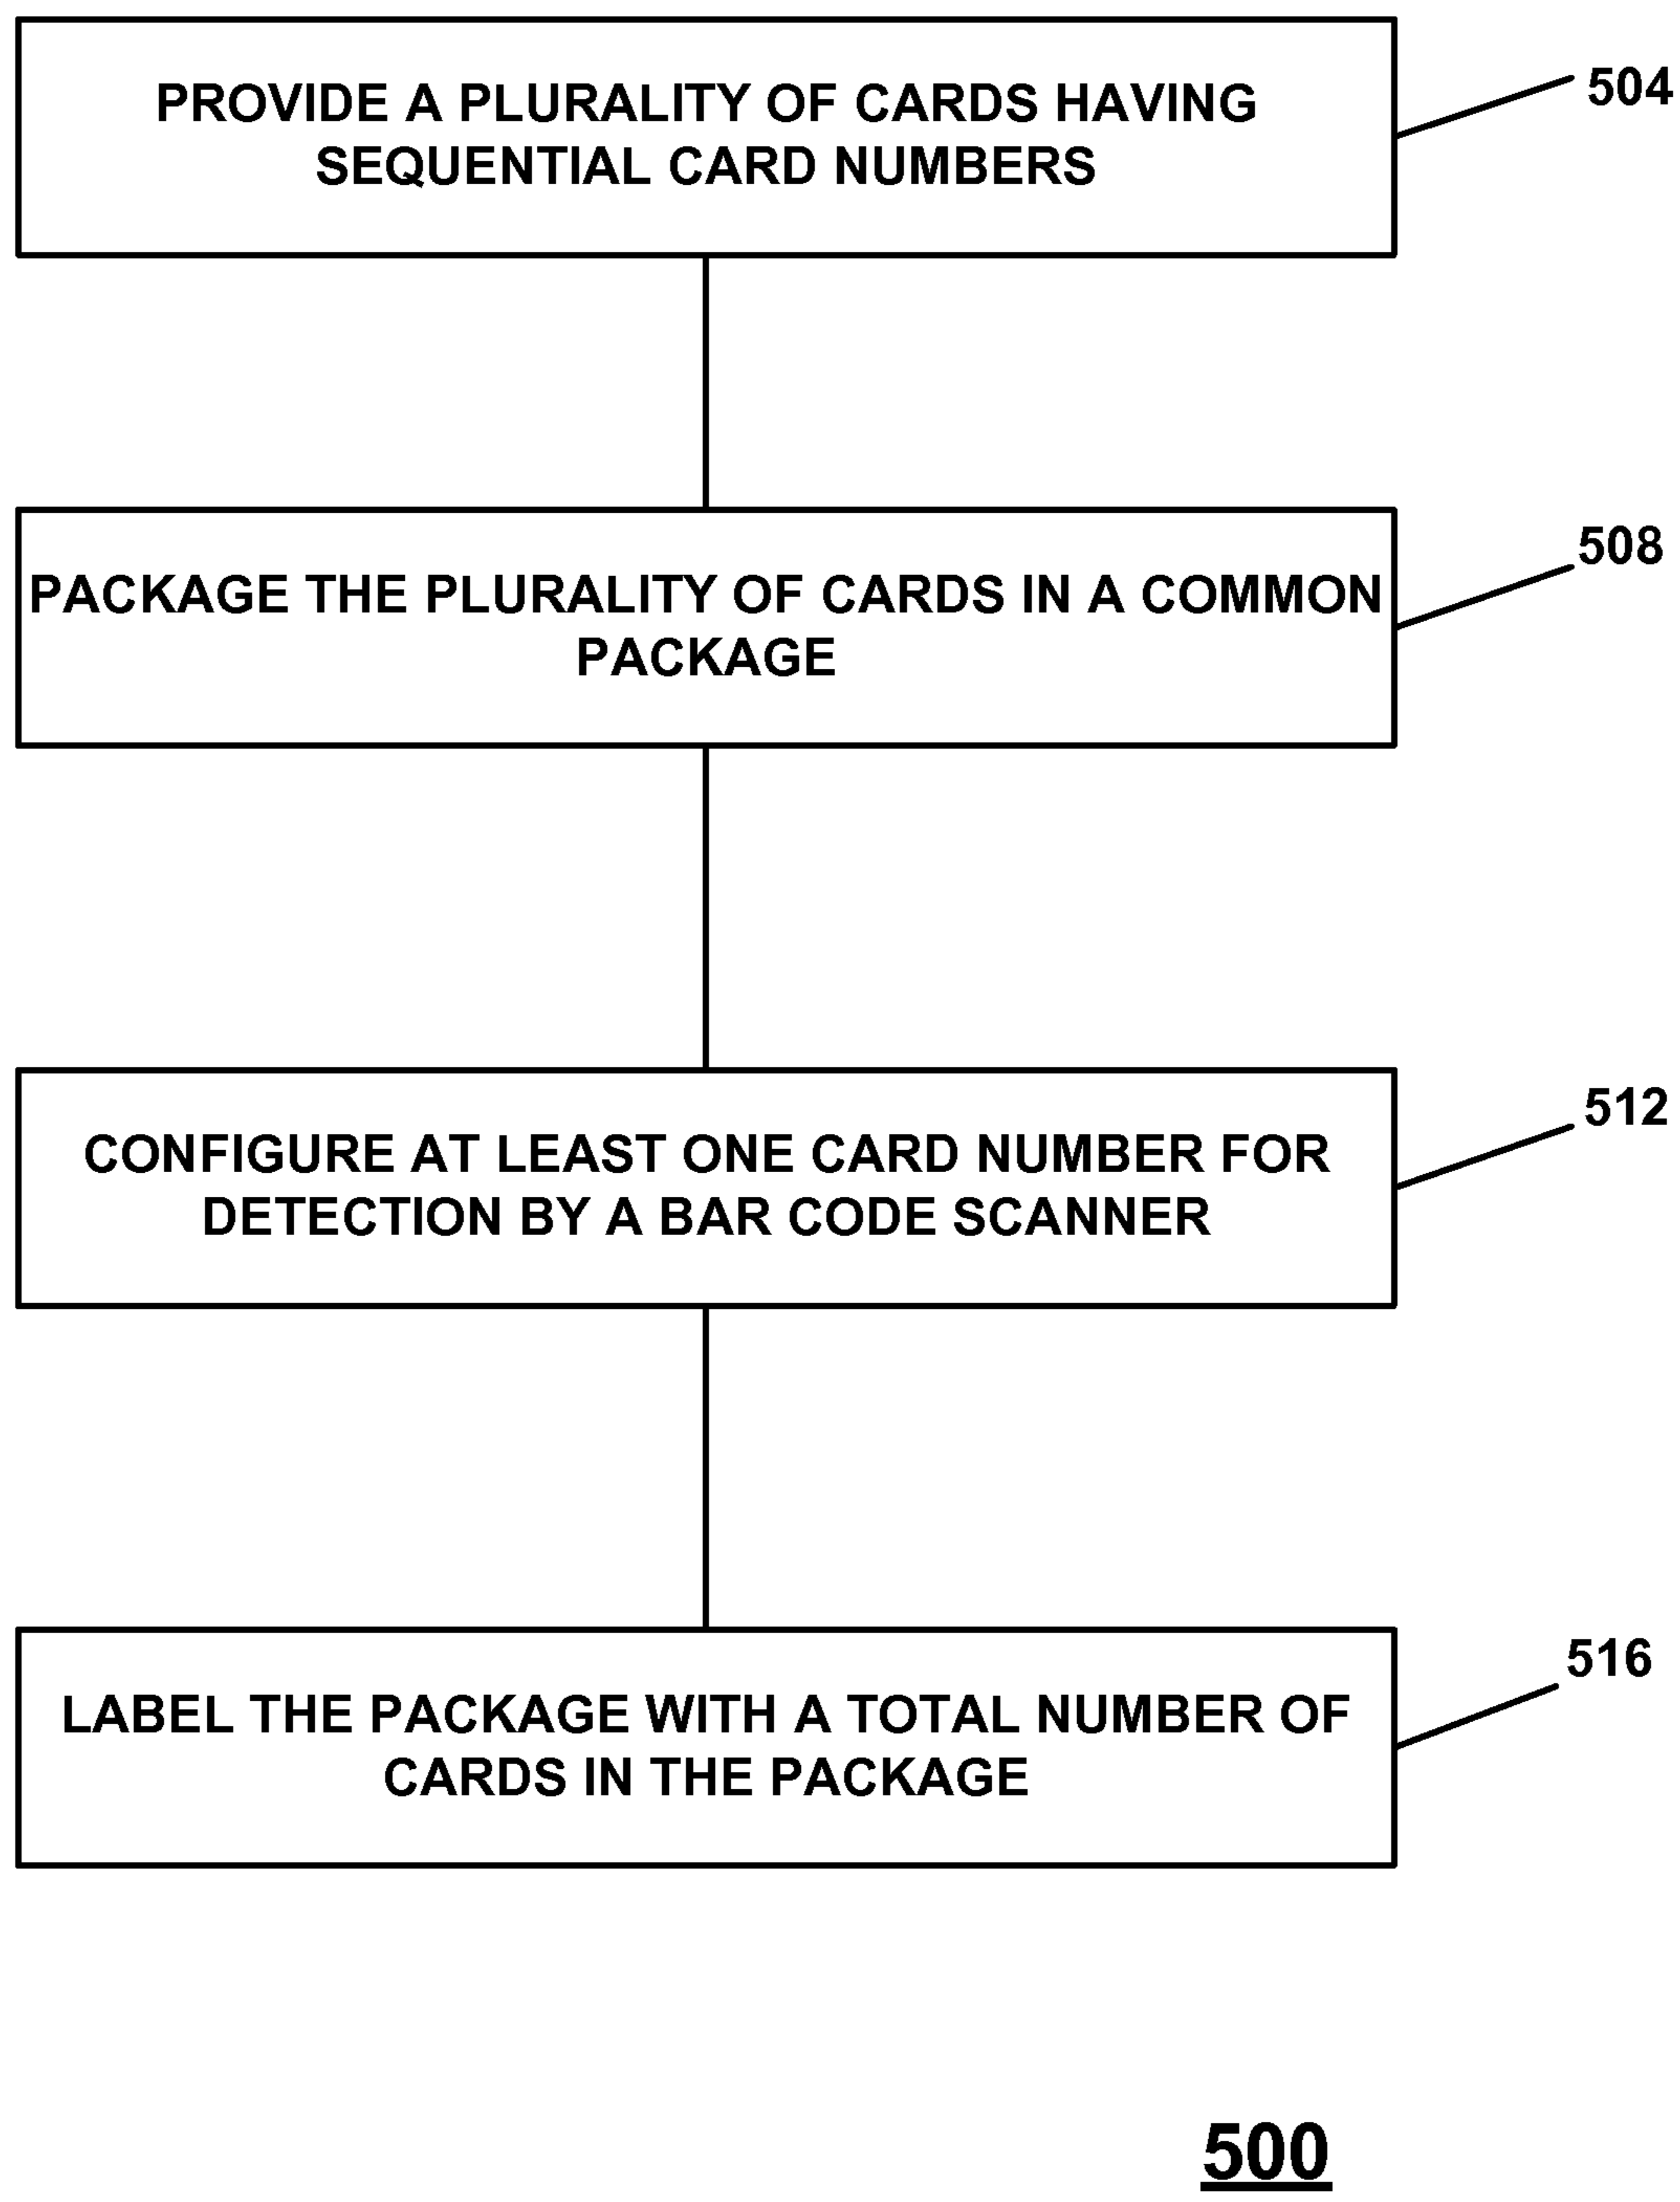 PROVIDE A PLURALITY OF CARDS HAVING
SEQUENTIAL CARD NUMBERS
504
PACKAGE THE PLURALITY OF CARDS IN A COMMON
PACKAGE
508
CONFIGURE AT LEAST ONE CARD NUMBER FOR
DETECTION BY A BAR CODE SCANNER
512
LABEL THE PACKAGE WITH A TOTAL NUMBER OF
CARDS IN THE PACKAGE
516
500